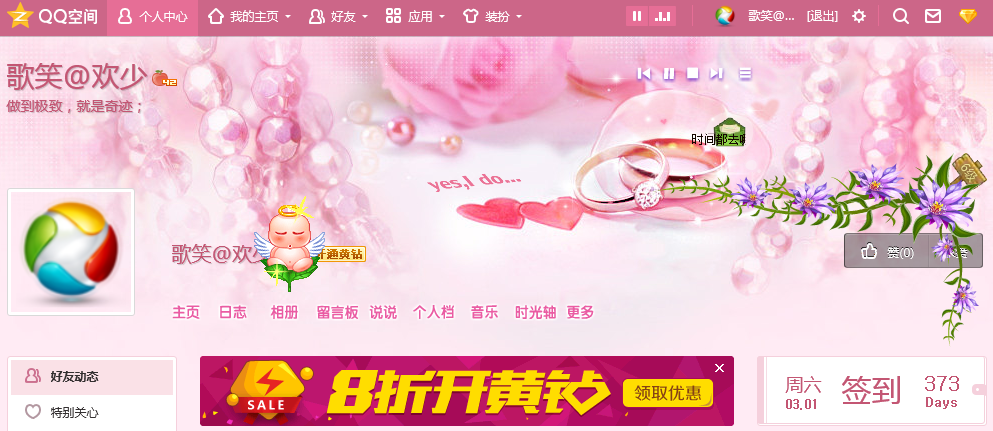 QQ空间 个人中心 我的主页 好友 应用 装扮 歌笑@欢... [退出]
歌笑@欢少 42
做到极致，就是奇迹；
时间都去
yes,I do...
6级
歌笑@欢 开通黄钻
赞(0)
主页 日志 相册 留言板 说说 个人档 音乐 时光轴 更多
好友动态
特别关心
SALE 8折开黄钻 领取优惠
周六 签到 373
03.01 Days